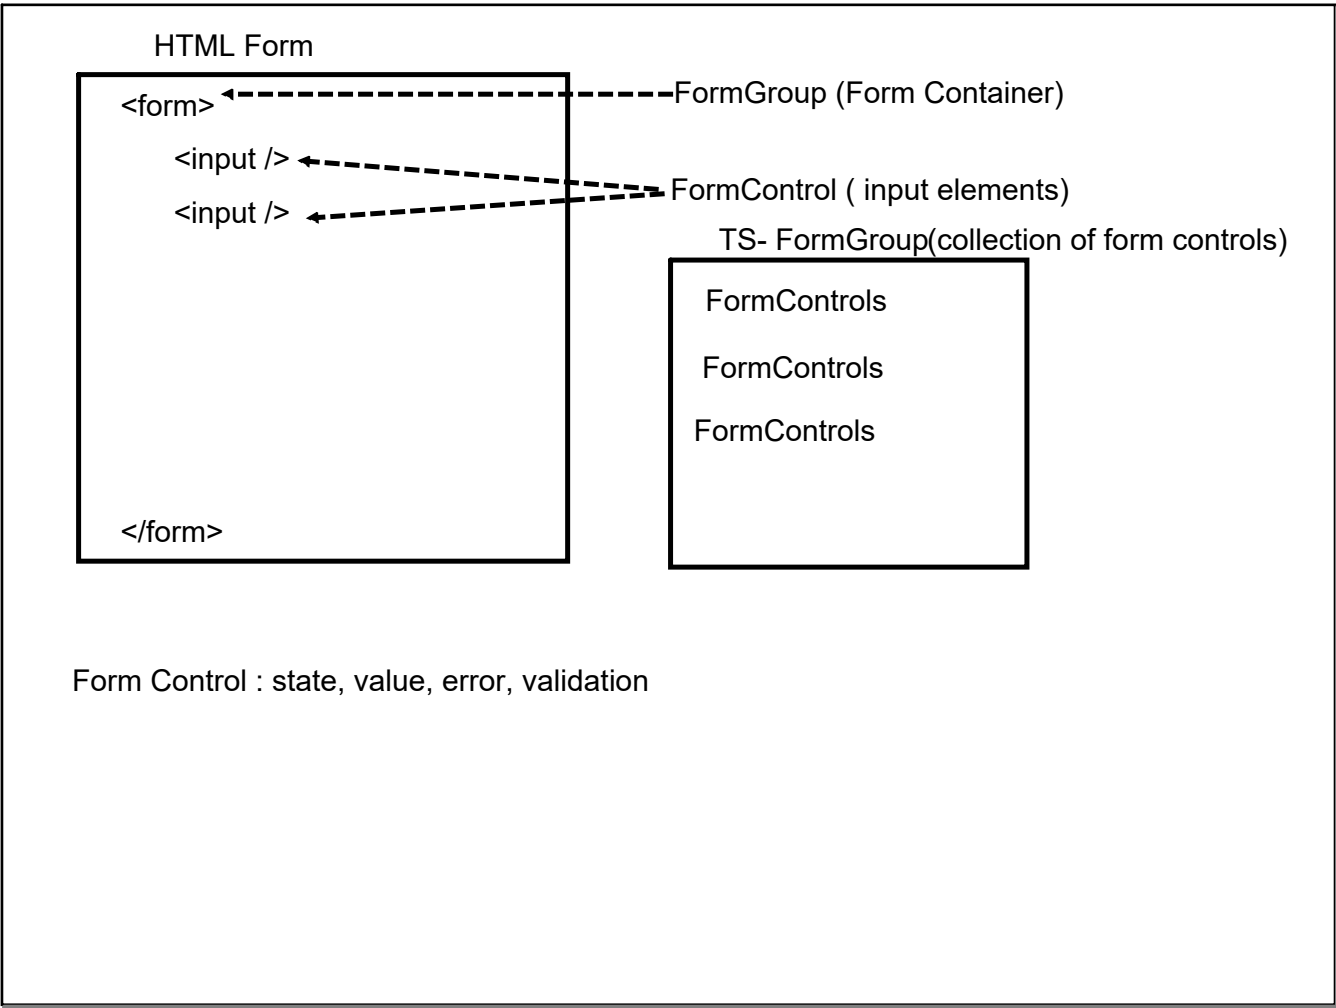 HTML Form
<form>
FormGroup (Form Container)
<input />
FormControl ( input elements)
<input />
TS- FormGroup(collection of form controls)
FormControls
FormControls
FormControls
</form>
Form Control : state, value, error, validation